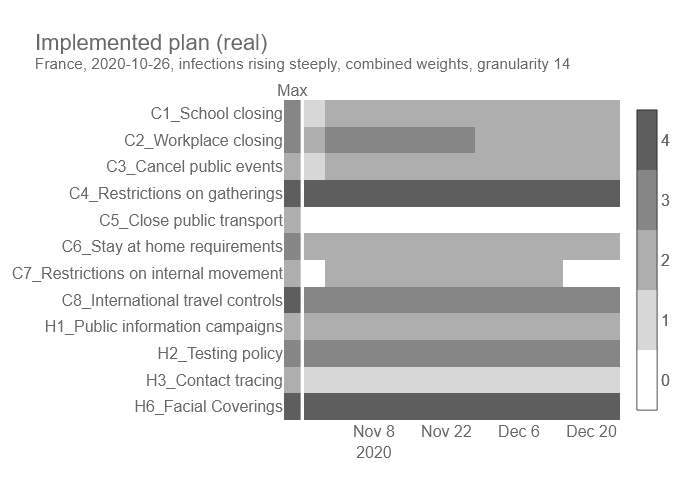 Implemented plan (real)
France, 2020-10-26, infections rising steeply, combined weights, granularity 14
Max
C1_School closing
C2_Workplace closing
C3_Cancel public events
C4_Restrictions on gatherings
C5_Close public transport
C6_Stay at home requirements
C7_Restrictions on internal movement
C8_International travel controls
H1_Public information campaigns
H2_Testing policy
H3_Contact tracing
H6_Facial Coverings
4
3
2
1
0
Nov 8 Nov 22 Dec 6 Dec 20
2020